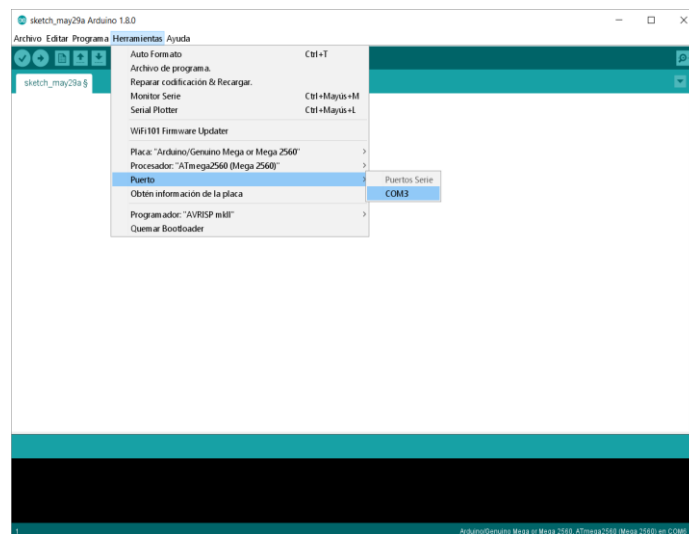 sketch_may29a Arduino 1.8.0
Archivo Editar Programa Herramientas Ayuda
sketch_may29a §
Auto Formato Ctrl+T
Archivo de programa.
Reparar codificación & Recargar.
Monitor Serie Ctrl+Mayús+M
Serial Plotter Ctrl+Mayús+L
WiFi101 Firmware Updater
Placa: "Arduino/Genuino Mega or Mega 2560"
Procesador: "ATmega2560 (Mega 2560)"
Puerto
Puertos Serie
Obtén información de la placa
COM3
Programador: "AVRISP mkII"
Quemar Bootloader
1 Arduino/Genuino Mega or Mega 2560, ATmega2560 (Mega 2560) en COM6